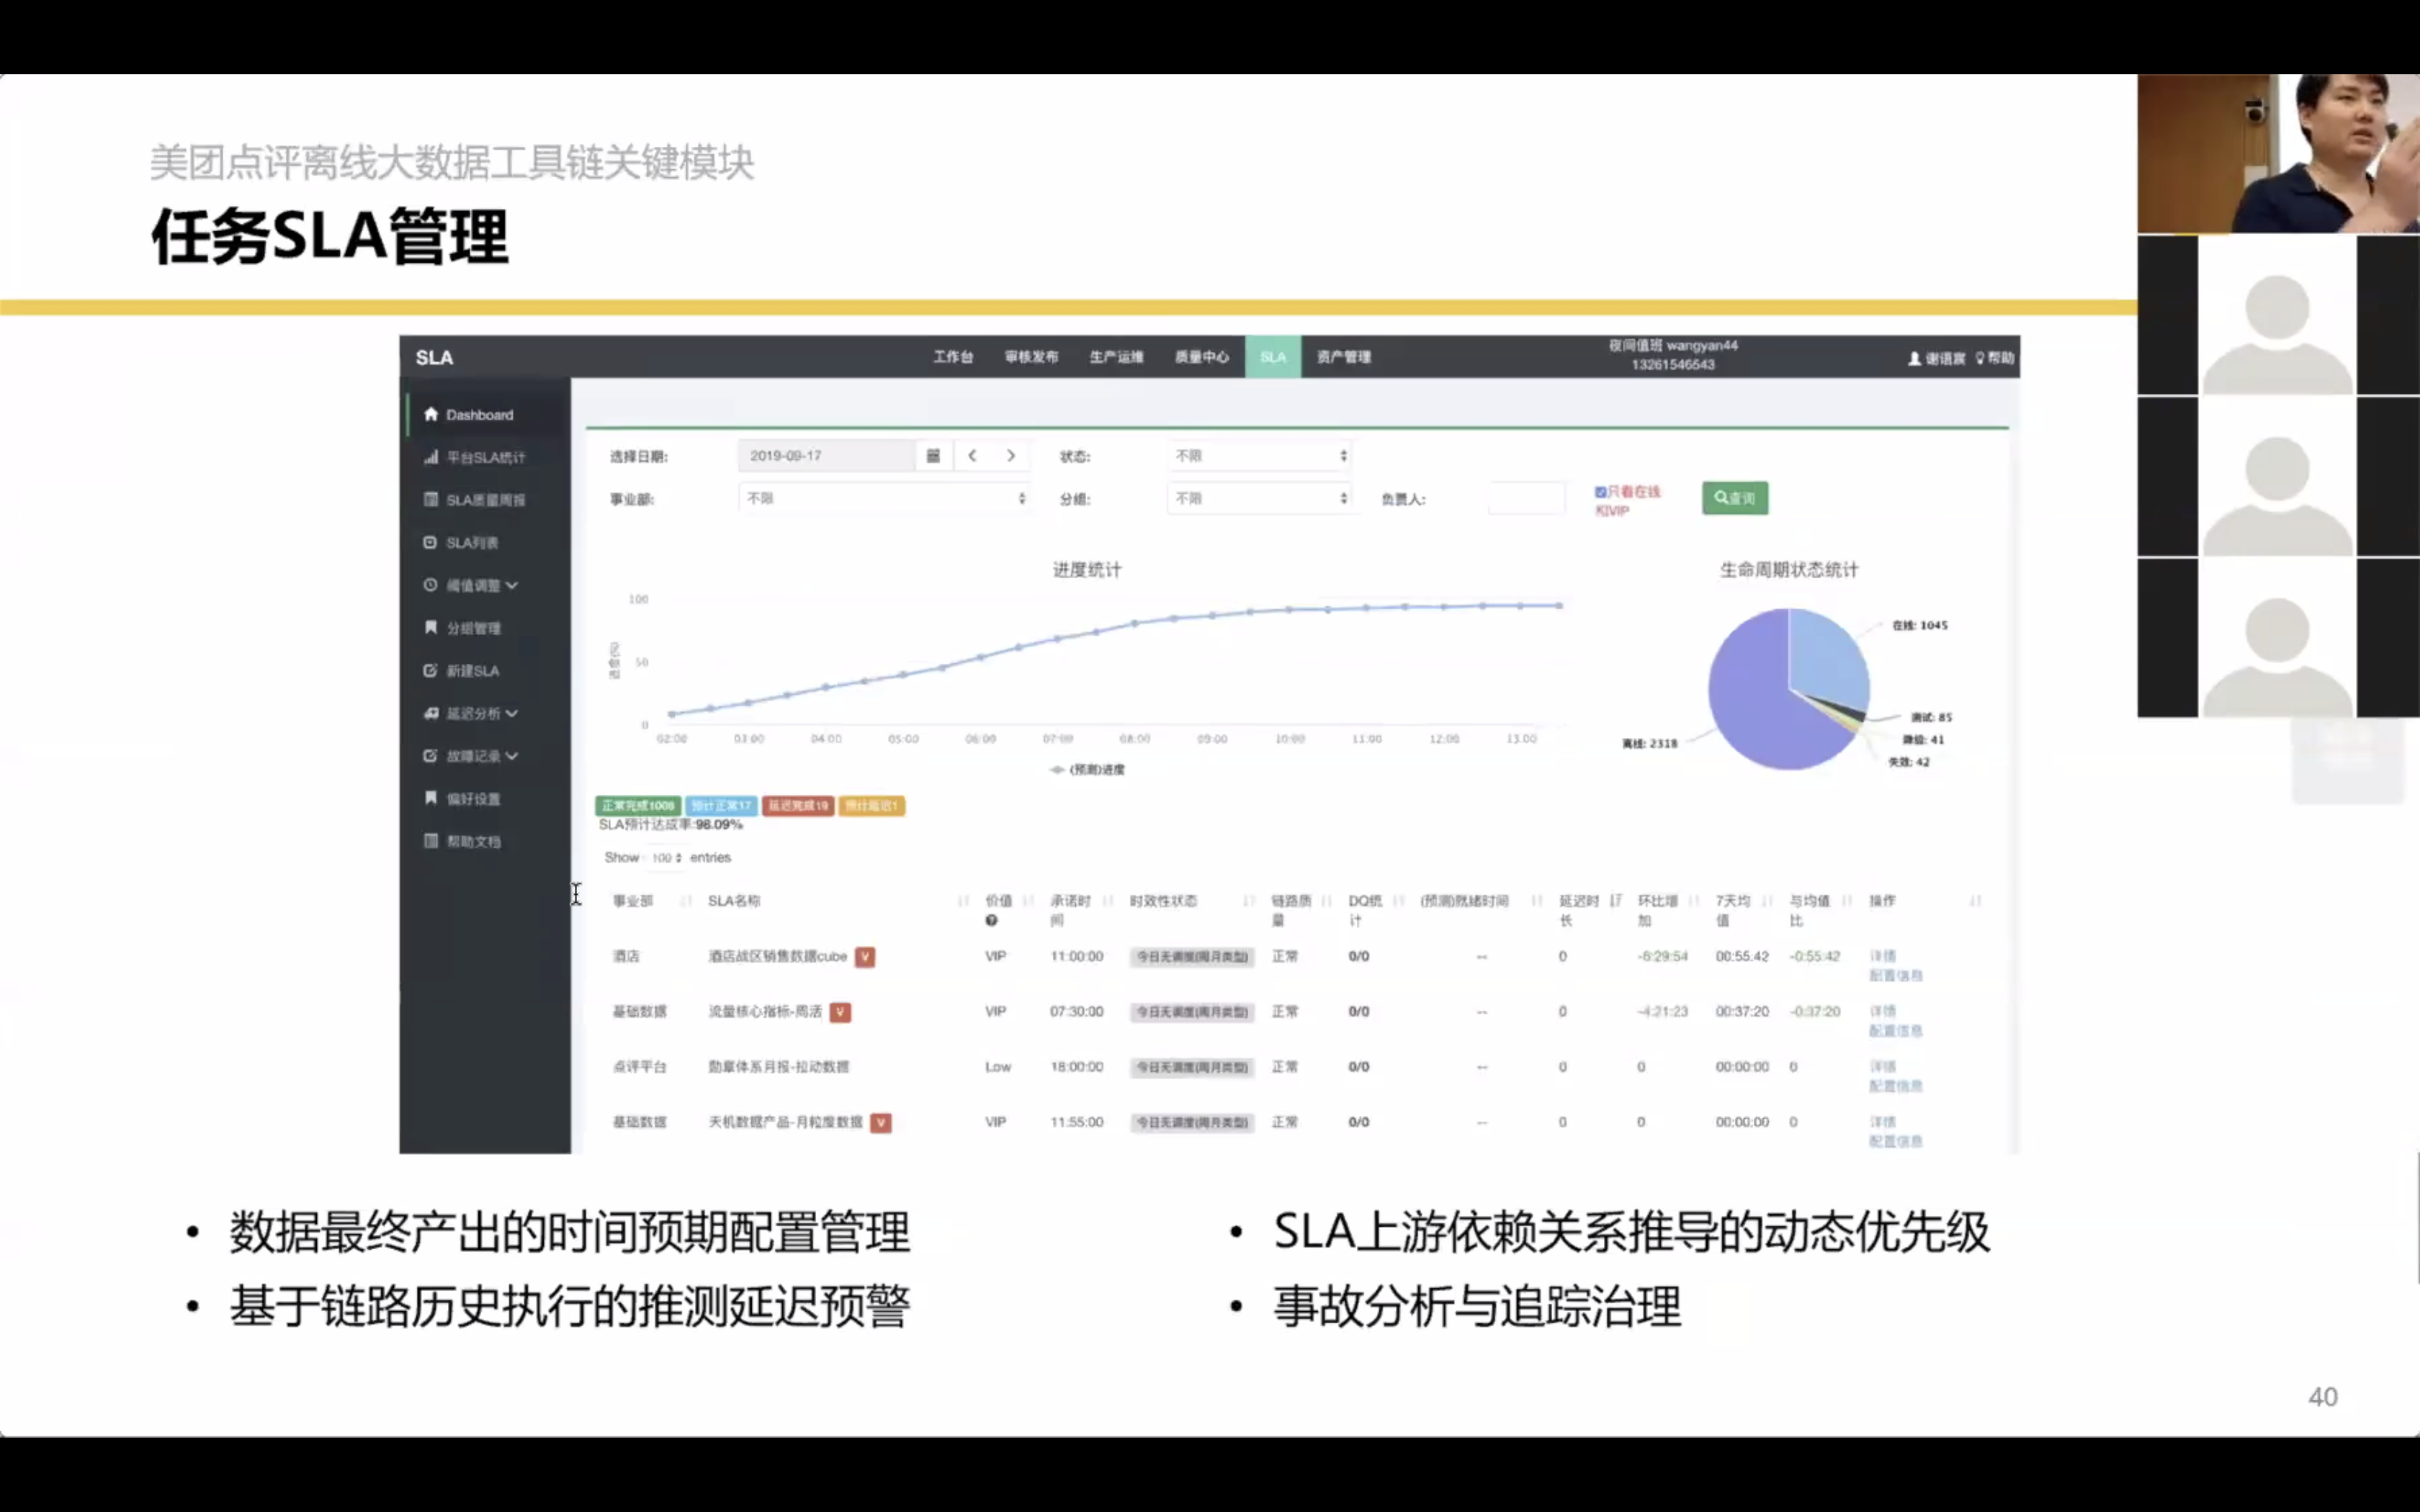 美团点评离线大数据工具链关键模块
任务SLA管理
SLA
工作台 审核发布 生产运维 质量中心 SLA 资产管理
夜间值班 wangyan44
13261546543
帮助
Dashboard
平台SLA统计
SLA质量周报
SLA列表
阈值调整
分组管理
新建SLA
延迟分析
故障记录
偏好设置
帮助文档
选择日期: 2019-09-17 状态: 不限
事业部: 不限 分组: 不限 负责人: 只看在线 查询
进度统计
100
50
0
02:00 03:00 04:00 05:00 06:00 07:00 08:00 09:00 10:00 11:00 12:00 13:00
(预测)进度
生命周期状态统计
在线: 1045
测试: 85
41
失效: 42
离线: 2318
正常完成1008 预计正常17 延迟完成19 预计延迟1
SLA预计达成率:98.09%
Show 100 entries
事业部 SLA名称 价值 承诺时间 时效性状态 链路质量 DQ统计 (预测)就绪时间 延迟时长 环比增加 7天均值 与均值比 操作
酒店 酒店战区销售数据cube V VIP 11:00:00 今日无调度(周月类型) 正常 0/0 -- 0 -6:29:54 00:55:42 -0:55:42 详情
配置信息
基础数据 流量核心指标-周活 V VIP 07:30:00 今日无调度(周月类型) 正常 0/0 -- 0 -4:21:23 00:37:20 -0:37:20 详情
配置信息
点评平台 勋章体系月报-拉动数据 Low 18:00:00 今日无调度(周月类型) 正常 0/0 -- 0 0 00:00:00 0 详情
配置信息
基础数据 天机数据产品-月粒度数据 V VIP 11:55:00 今日无调度(周月类型) 正常 0/0 -- 0 0 00:00:00 0 详情
配置信息
• 数据最终产出的时间预期配置管理
• 基于链路历史执行的推测延迟预警
• SLA上游依赖关系推导的动态优先级
• 事故分析与追踪治理
40